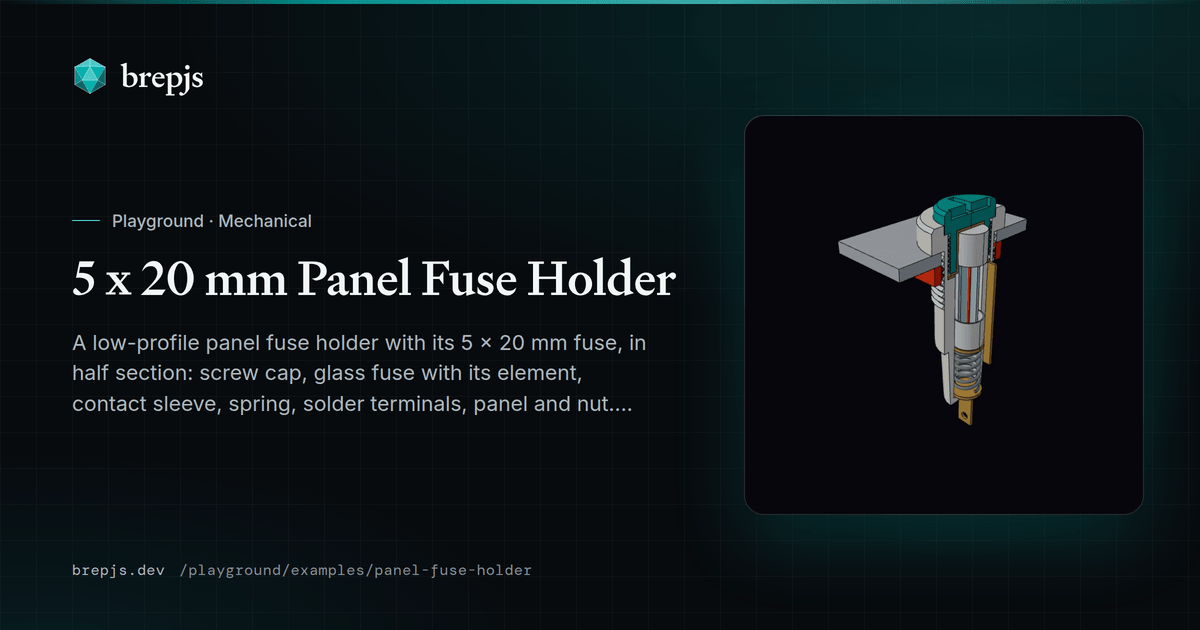 brepjs
Playground · Mechanical
5 x 20 mm Panel Fuse Holder
A low-profile panel fuse holder with its 5 × 20 mm fuse, in
half section: screw cap, glass fuse with its element,
contact sleeve, spring, solder terminals, panel and nut....
brepjs.dev /playground/examples/panel-fuse-holder